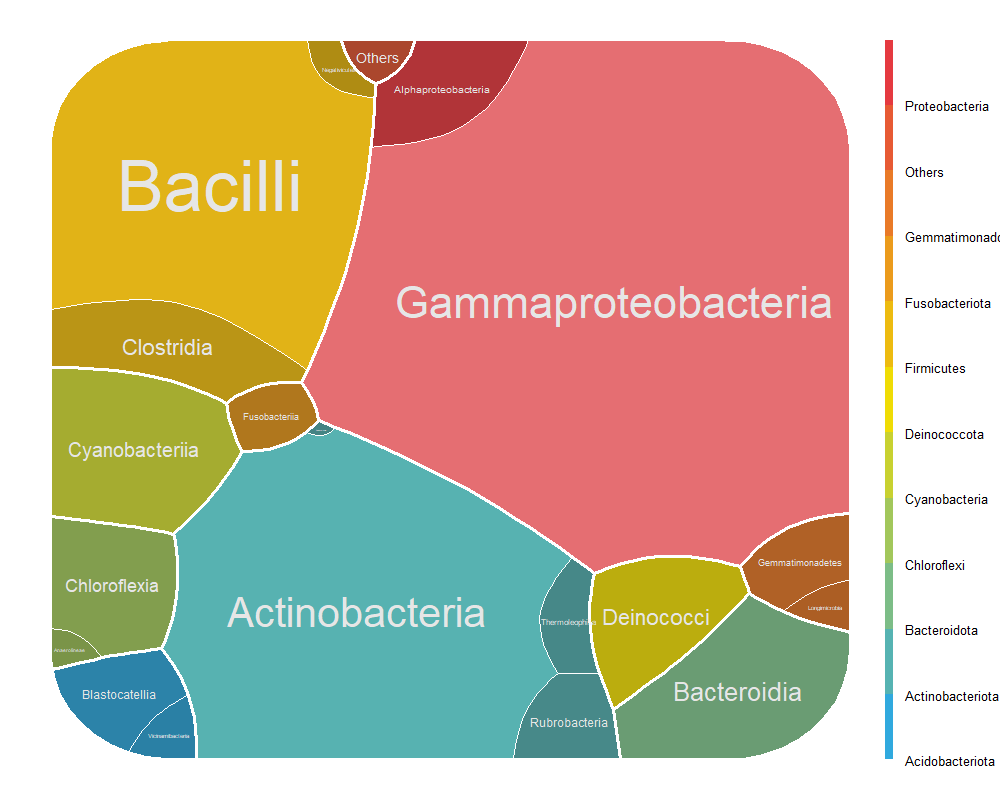 Others
Negativicutes
Alphaproteobacteria
Bacilli
Gammaproteobacteria
Clostridia
Fusobacteriia
Cyanobacteriia
Gemmatimonadetes
Chloroflexia
Longimicrobia
Actinobacteria
Thermoleophilia
Deinococci
Anaerolineae
Bacteroidia
Blastocatellia
Rubrobacteria
Vicinamibacteria
Proteobacteria
Others
Gemmatimonado
Fusobacteriota
Firmicutes
Deinococcota
Cyanobacteria
Chloroflexi
Bacteroidota
Actinobacteriota
Acidobacteriota